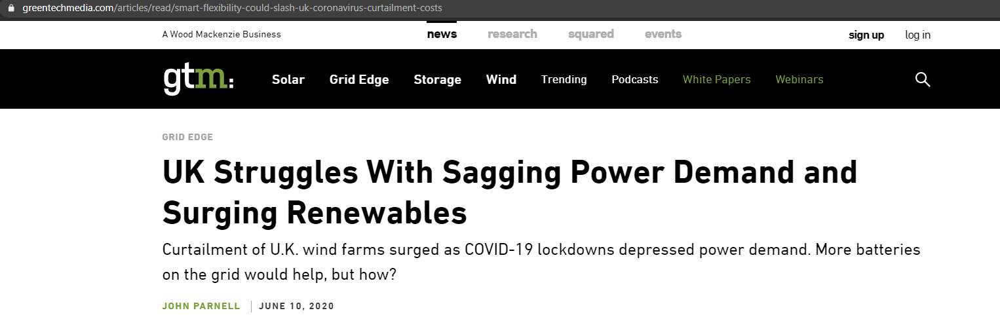 greentechmedia.com/articles/read/smart-flexibility-could-slash-uk-coronavirus-curtailment-costs
A Wood Mackenzie Business news research squared events sign up log in
gtm: Solar Grid Edge Storage Wind Trending Podcasts White Papers Webinars
GRID EDGE
UK Struggles With Sagging Power Demand and
Surging Renewables
Curtailment of U.K. wind farms surged as COVID-19 lockdowns depressed power demand. More batteries
on the grid would help, but how?
JOHN PARNELL JUNE 10, 2020